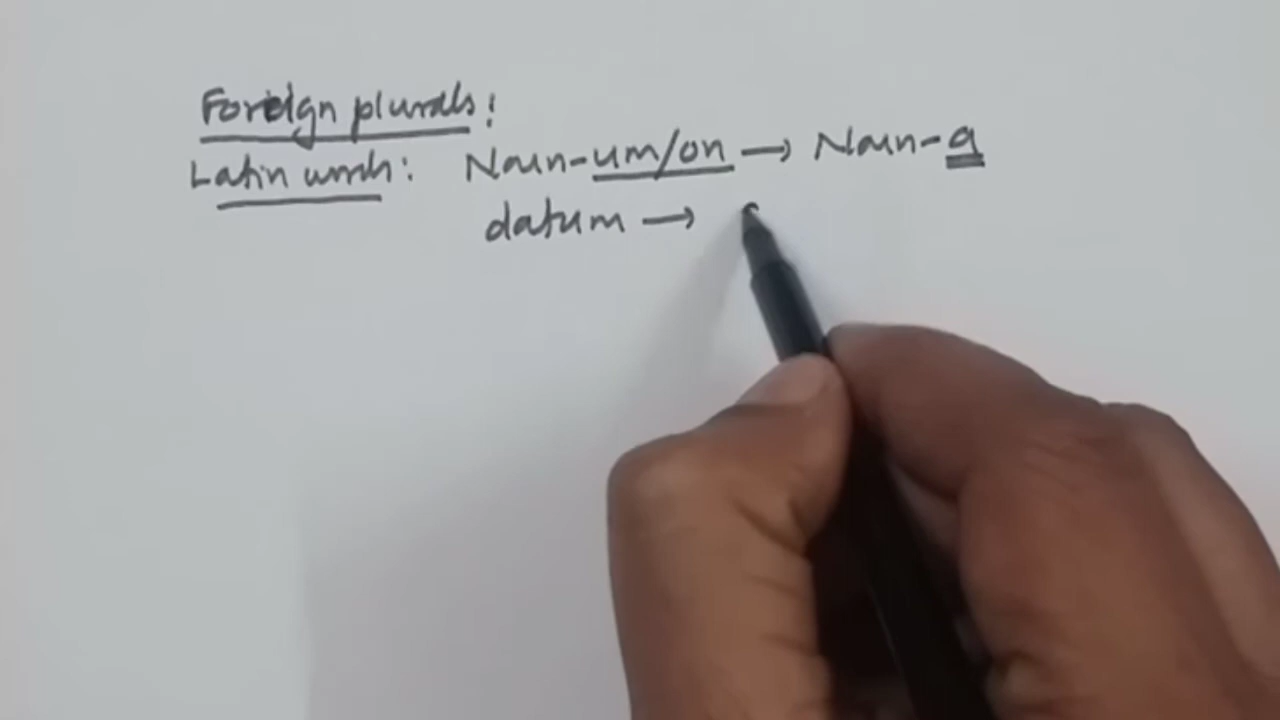 Foreign plurals:
Latin words: Noun-um/on → Noun-a
datum →